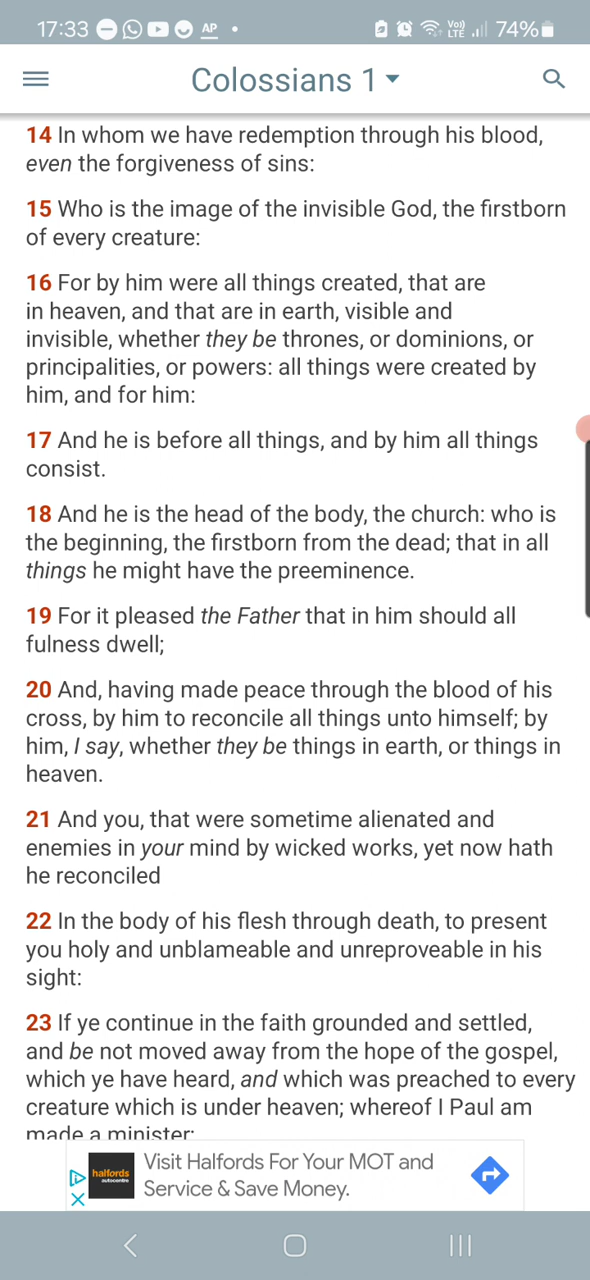 17:33 AP Vo)) LTE 74%
Colossians 1
14 In whom we have redemption through his blood,
even the forgiveness of sins:
15 Who is the image of the invisible God, the firstborn
of every creature:
16 For by him were all things created, that are
in heaven, and that are in earth, visible and
invisible, whether they be thrones, or dominions, or
principalities, or powers: all things were created by
him, and for him:
17 And he is before all things, and by him all things
consist.
18 And he is the head of the body, the church: who is
the beginning, the firstborn from the dead; that in all
things he might have the preeminence.
19 For it pleased the Father that in him should all
fulness dwell;
20 And, having made peace through the blood of his
cross, by him to reconcile all things unto himself; by
him, I say, whether they be things in earth, or things in
heaven.
21 And you, that were sometime alienated and
enemies in your mind by wicked works, yet now hath
he reconciled
22 In the body of his flesh through death, to present
you holy and unblameable and unreproveable in his
sight:
23 If ye continue in the faith grounded and settled,
and be not moved away from the hope of the gospel,
which ye have heard, and which was preached to every
creature which is under heaven; whereof I Paul am
made a minister;
halfords
autocentre
Visit Halfords For Your MOT and
Service & Save Money.